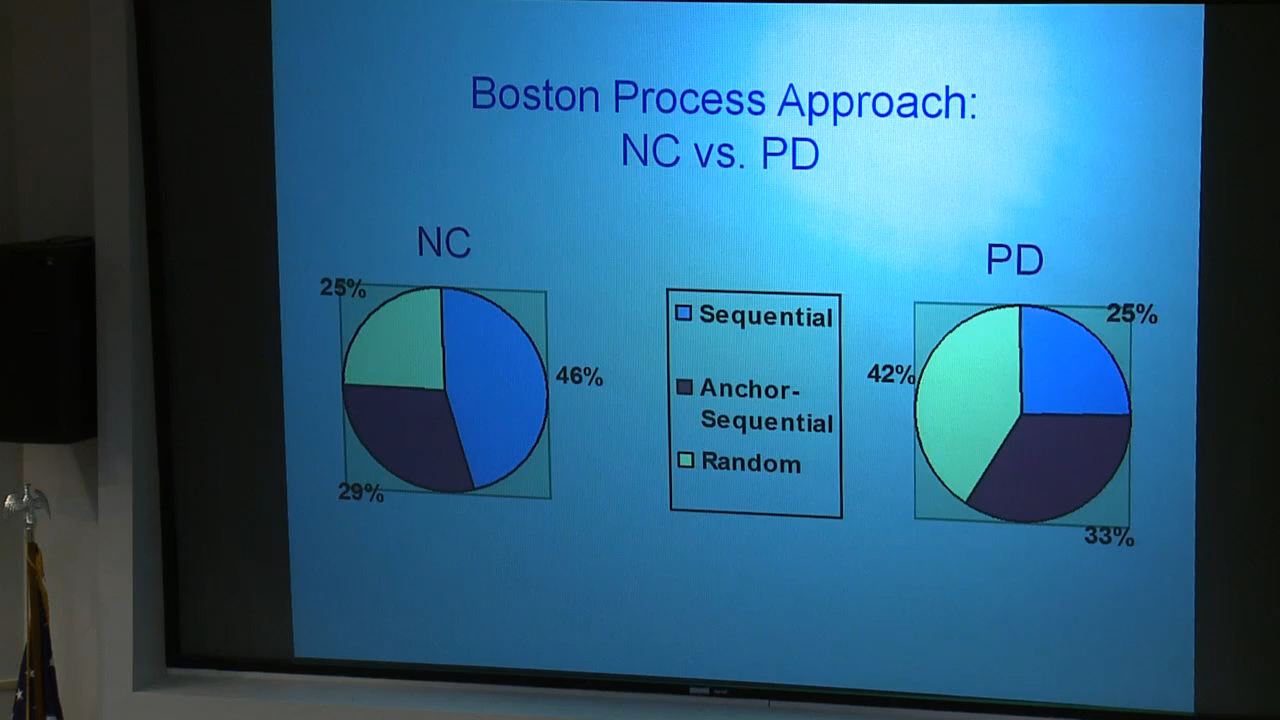 Boston Process Approach:
NC vs. PD
NC
25%
46%
29%
Sequential
Anchor-
Sequential
Random
PD
25%
42%
33%